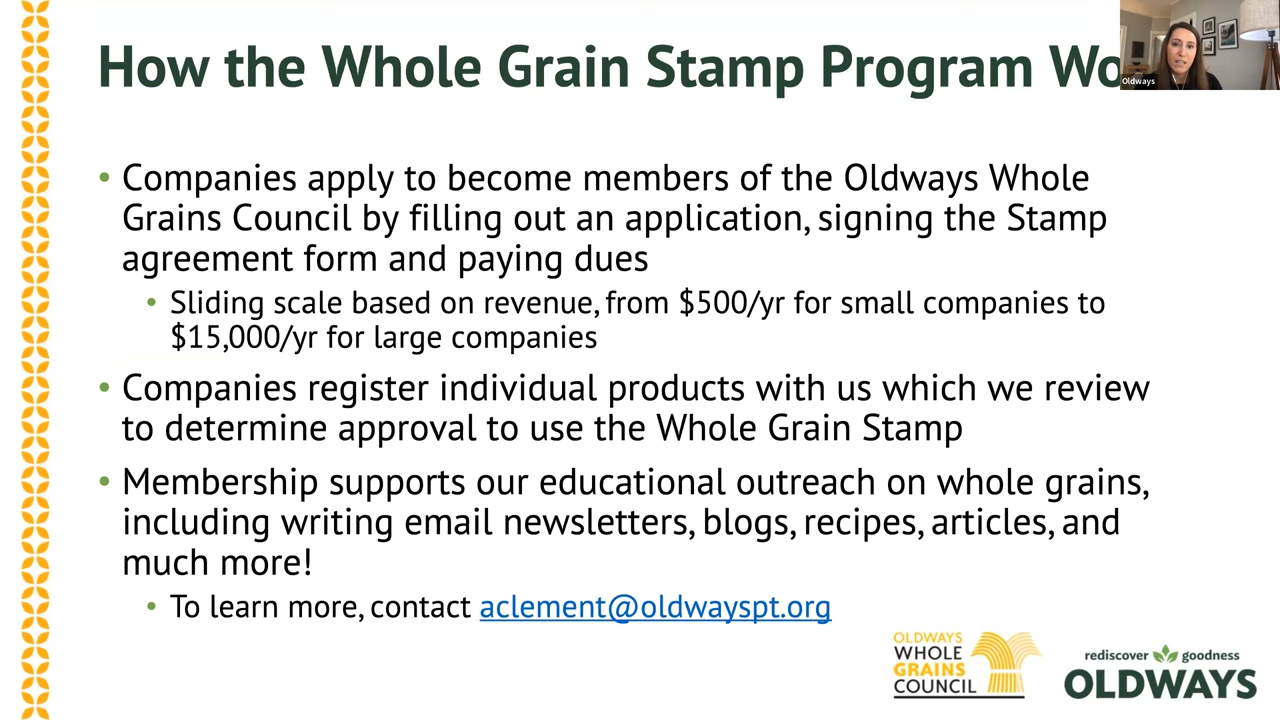 How the Whole Grain Stamp Program Wo
Oldways
• Companies apply to become members of the Oldways Whole
Grains Council by filling out an application, signing the Stamp
agreement form and paying dues
• Sliding scale based on revenue, from $500/yr for small companies to
$15,000/yr for large companies
• Companies register individual products with us which we review
to determine approval to use the Whole Grain Stamp
• Membership supports our educational outreach on whole grains,
including writing email newsletters, blogs, recipes, articles, and
much more!
• To learn more, contact aclement@oldwayspt.org
OLDWAYS
WHOLE
GRAINS
COUNCIL
rediscover goodness
OLDWAYS